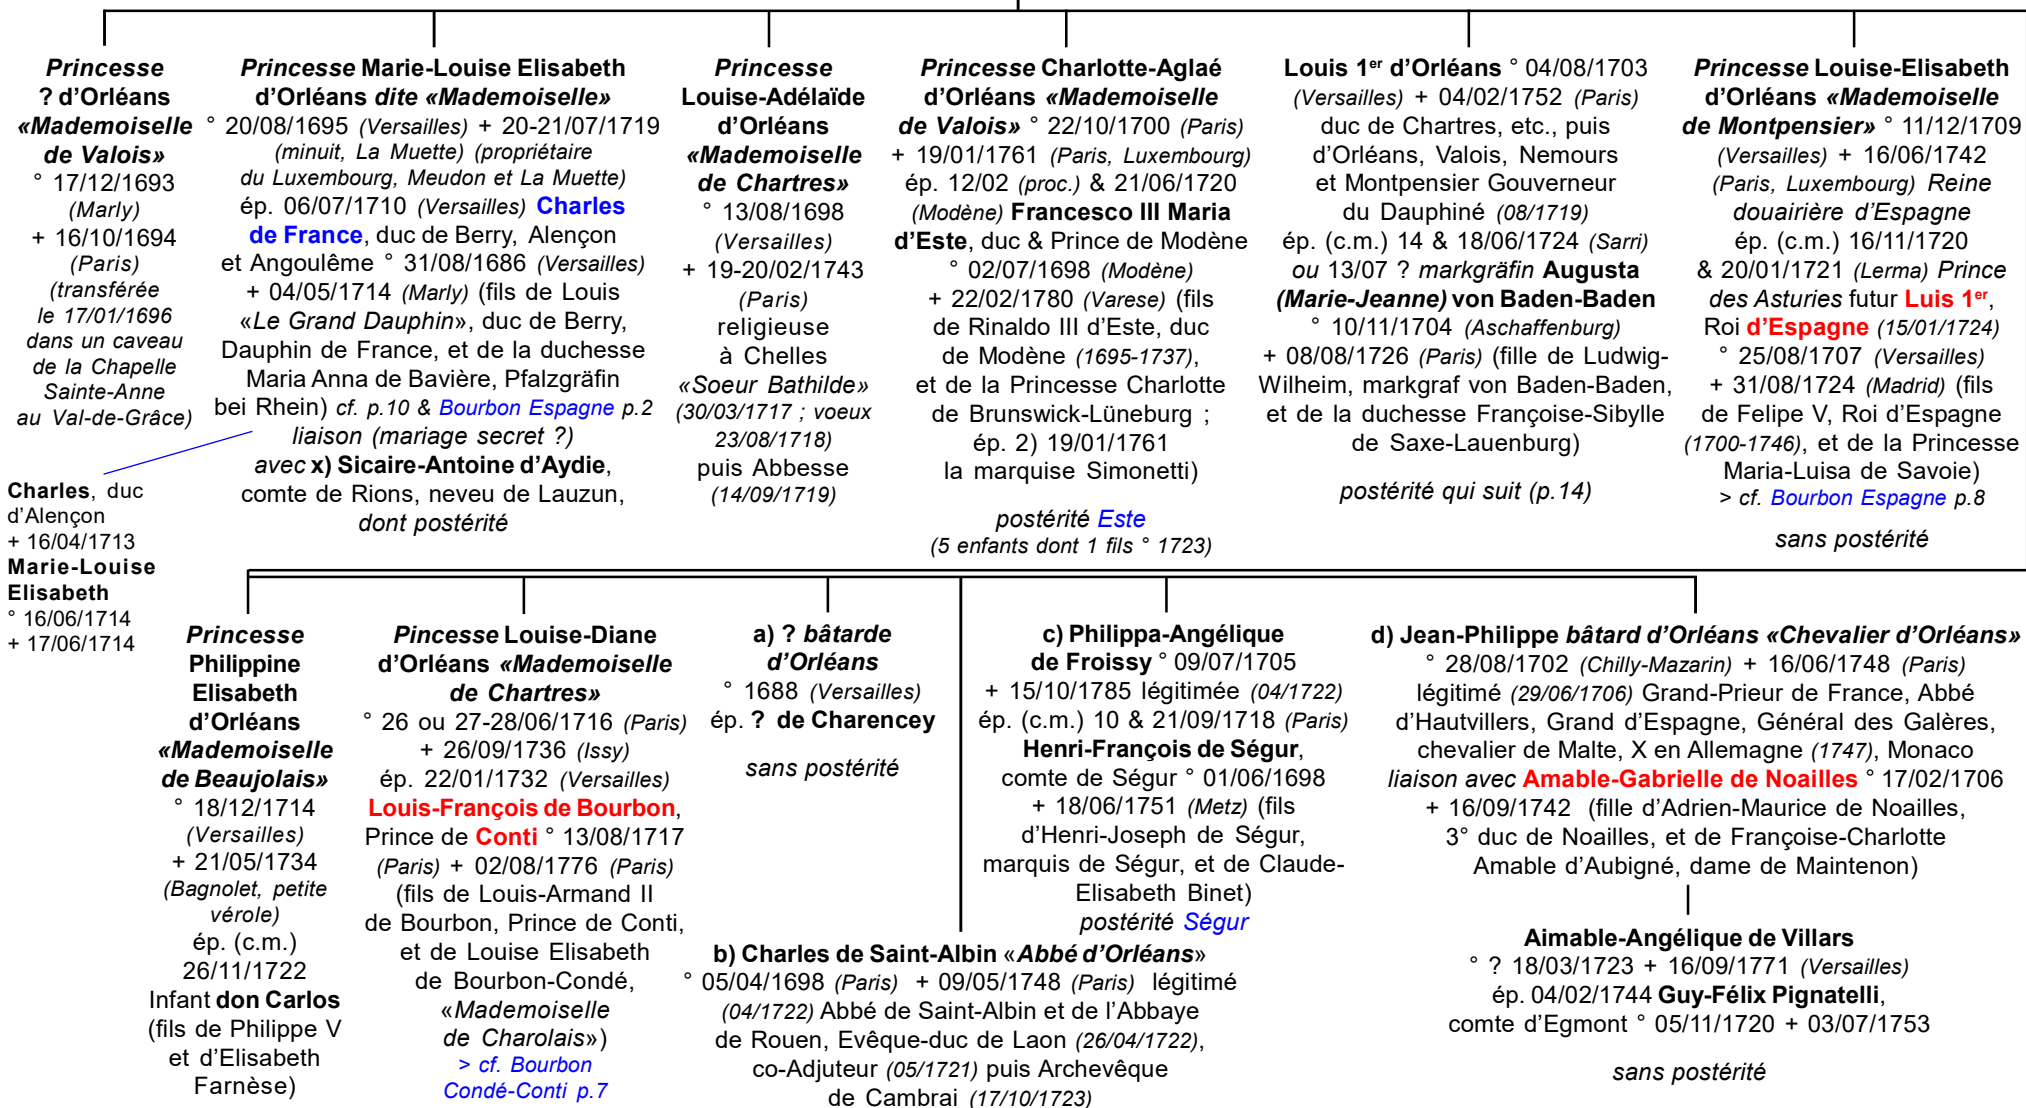 Princesse
? d'Orléans
«Mademoiselle
de Valois»
° 17/12/1693
(Marly)
+ 16/10/1694
(Paris)
(transférée
le 17/01/1696
dans un caveau
de la Chapelle
Sainte-Anne
au Val-de-Grâce)
Princesse Marie-Louise Elisabeth
d'Orléans dite «Mademoiselle»
° 20/08/1695 (Versailles) + 20-21/07/1719
(minuit, La Muette) (propriétaire
du Luxembourg, Meudon et La Muette)
ép. 06/07/1710 (Versailles) Charles
de France, duc de Berry, Alençon
et Angoulême ° 31/08/1686 (Versailles)
+ 04/05/1714 (Marly) (fils de Louis
«Le Grand Dauphin», duc de Berry,
Dauphin de France, et de la duchesse
Maria Anna de Bavière, Pfalzgräfin
bei Rhein) cf. p.10 & Bourbon Espagne p.2
liaison (mariage secret ?)
avec x) Sicaire-Antoine d'Aydie,
comte de Rions, neveu de Lauzun,
dont postérité
Charles, duc
d'Alençon
+ 16/04/1713
Marie-Louise
Elisabeth
° 16/06/1714
+ 17/06/1714
Princesse
Louise-Adélaïde
d'Orléans
«Mademoiselle
de Chartres»
° 13/08/1698
(Versailles)
+ 19-20/02/1743
(Paris)
religieuse
à Chelles
«Soeur Bathilde»
(30/03/1717 ; voeux
23/08/1718)
puis Abbesse
(14/09/1719)
Princesse Charlotte-Aglaé
d'Orléans «Mademoiselle
de Valois» ° 22/10/1700 (Paris)
+ 19/01/1761 (Paris, Luxembourg)
ép. 12/02 (proc.) & 21/06/1720
(Modène) Francesco III Maria
d'Este, duc & Prince de Modène
° 02/07/1698 (Modène)
+ 22/02/1780 (Varese) (fils
de Rinaldo III d'Este, duc
de Modène (1695-1737),
et de la Princesse Charlotte
de Brunswick-Lüneburg ;
ép. 2) 19/01/1761
la marquise Simonetti)
postérité Este
(5 enfants dont 1 fils ° 1723)
Louis 1er d'Orléans ° 04/08/1703
(Versailles) + 04/02/1752 (Paris)
duc de Chartres, etc., puis
d'Orléans, Valois, Nemours
et Montpensier Gouverneur
du Dauphiné (08/1719)
ép. (c.m.) 14 & 18/06/1724 (Sarri)
ou 13/07 ? markgräfin Augusta
(Marie-Jeanne) von Baden-Baden
° 10/11/1704 (Aschaffenburg)
+ 08/08/1726 (Paris) (fille de Ludwig-
Wilheim, markgraf von Baden-Baden,
et de la duchesse Françoise-Sibylle
de Saxe-Lauenburg)
postérité qui suit (p.14)
Princesse Louise-Elisabeth
d'Orléans «Mademoiselle
de Montpensier» ° 11/12/1709
(Versailles) + 16/06/1742
(Paris, Luxembourg) Reine
douairière d'Espagne
ép. (c.m.) 16/11/1720
& 20/01/1721 (Lerma) Prince
des Asturies futur Luis 1er,
Roi d'Espagne (15/01/1724)
° 25/08/1707 (Versailles)
+ 31/08/1724 (Madrid) (fils
de Felipe V, Roi d'Espagne
(1700-1746), et de la Princesse
Maria-Luisa de Savoie)
> cf. Bourbon Espagne p.8
sans postérité
Princesse
Philippine
Elisabeth
d'Orléans
«Mademoiselle
de Beaujolais»
° 18/12/1714
(Versailles)
+ 21/05/1734
(Bagnolet, petite
vérole)
ép. (c.m.)
26/11/1722
Infant don Carlos
(fils de Philippe V
et d'Elisabeth
Farnèse)
Pincesse Louise-Diane
d'Orléans «Mademoiselle
de Chartres»
° 26 ou 27-28/06/1716 (Paris)
+ 26/09/1736 (Issy)
ép. 22/01/1732 (Versailles)
Louis-François de Bourbon,
Prince de Conti ° 13/08/1717
(Paris) + 02/08/1776 (Paris)
(fils de Louis-Armand II
de Bourbon, Prince de Conti,
et de Louise Elisabeth
de Bourbon-Condé,
«Mademoiselle
de Charolais»)
> cf. Bourbon
Condé-Conti p.7
a) ? bâtarde
d'Orléans
° 1688 (Versailles)
ép. ? de Charencey
sans postérité
b) Charles de Saint-Albin «Abbé d'Orléans»
° 05/04/1698 (Paris) + 09/05/1748 (Paris) légitimé
(04/1722) Abbé de Saint-Albin et de l'Abbaye
de Rouen, Evêque-duc de Laon (26/04/1722),
co-Adjuteur (05/1721) puis Archevêque
de Cambrai (17/10/1723)
c) Philippa-Angélique
de Froissy ° 09/07/1705
+ 15/10/1785 légitimée (04/1722)
ép. (c.m.) 10 & 21/09/1718 (Paris)
Henri-François de Ségur,
comte de Ségur ° 01/06/1698
+ 18/06/1751 (Metz) (fils
d'Henri-Joseph de Ségur,
marquis de Ségur, et de Claude-
Elisabeth Binet)
postérité Ségur
d) Jean-Philippe bâtard d'Orléans «Chevalier d'Orléans»
° 28/08/1702 (Chilly-Mazarin) + 16/06/1748 (Paris)
légitimé (29/06/1706) Grand-Prieur de France, Abbé
d'Hautvillers, Grand d'Espagne, Général des Galères,
chevalier de Malte, X en Allemagne (1747), Monaco
liaison avec Amable-Gabrielle de Noailles ° 17/02/1706
+ 16/09/1742 (fille d'Adrien-Maurice de Noailles,
3° duc de Noailles, et de Françoise-Charlotte
Amable d'Aubigné, dame de Maintenon)
Aimable-Angélique de Villars
° ? 18/03/1723 + 16/09/1771 (Versailles)
ép. 04/02/1744 Guy-Félix Pignatelli,
comte d'Egmont ° 05/11/1720 + 03/07/1753
sans postérité